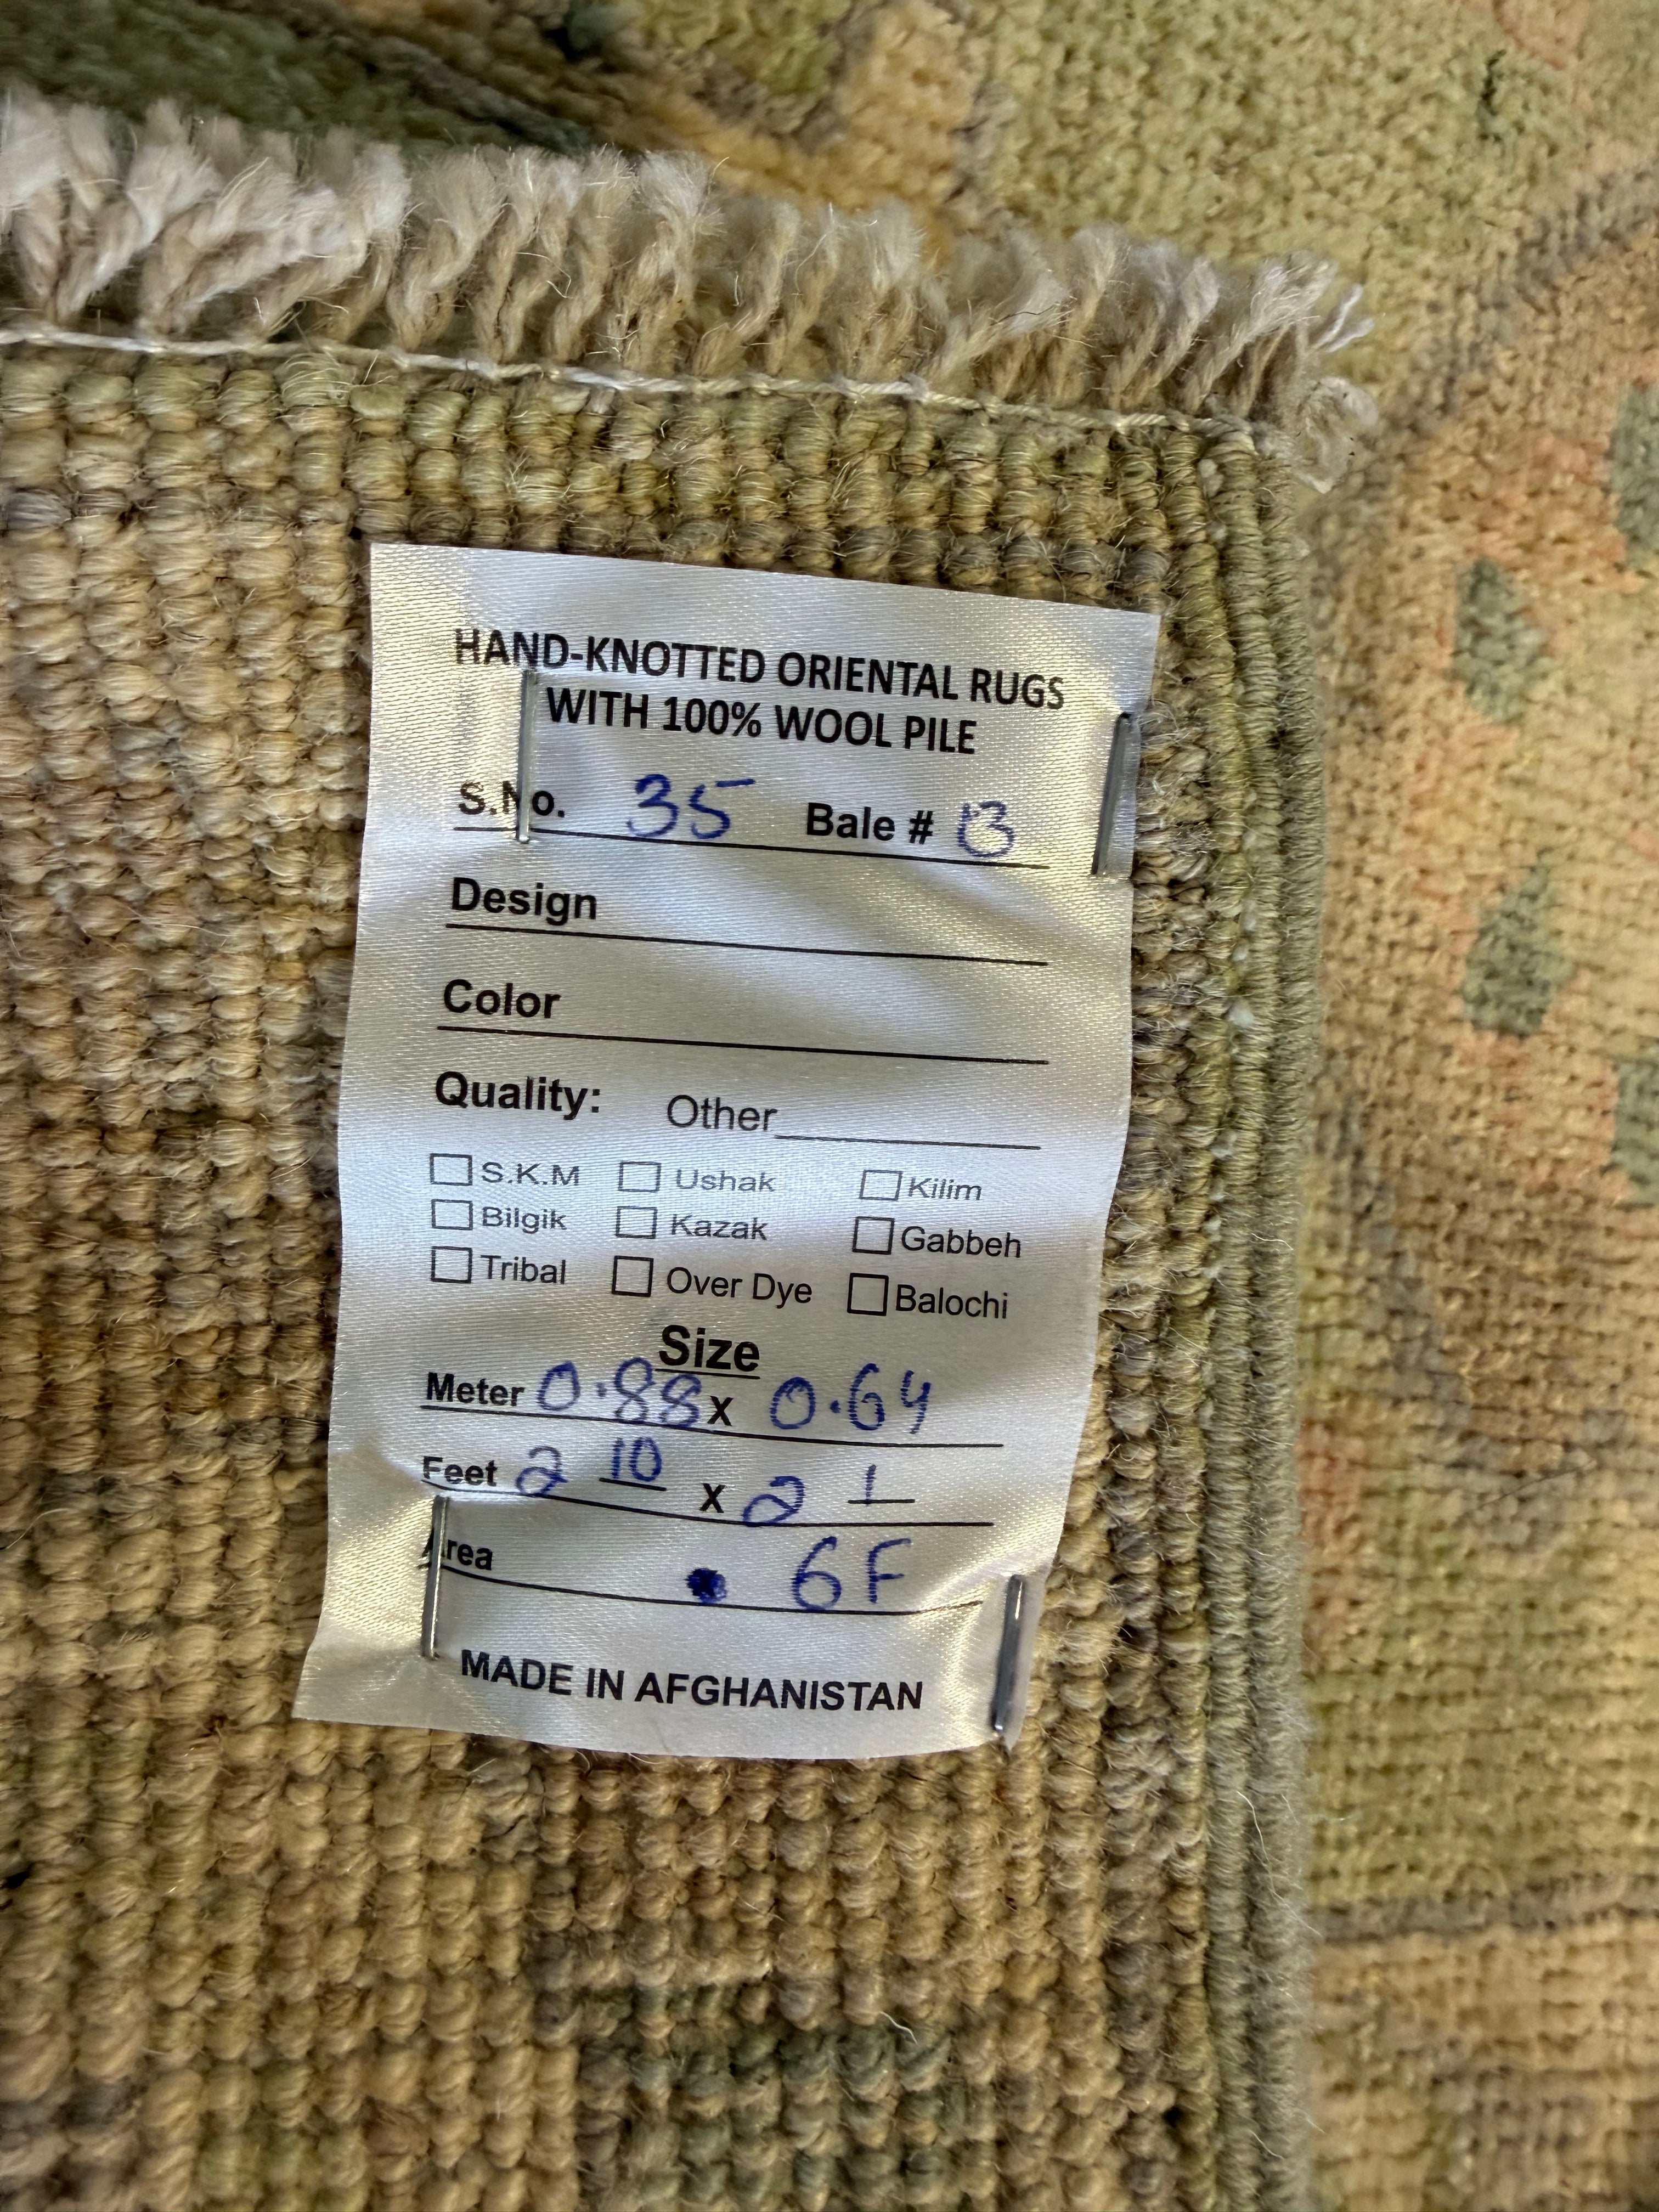 HAND-KNOTTED ORIENTAL RUGS
WITH 100% WOOL PILE
S.No. 35 Bale # 13
Design
Color
Quality: Other
S.K.M Ushak Kilim
Bilgik Kazak Gabbeh
Tribal Over Dye Balochi
Size
Meter 0.88 X 0.64
Feet 2 10 X 2 1
Area 6F
MADE IN AFGHANISTAN